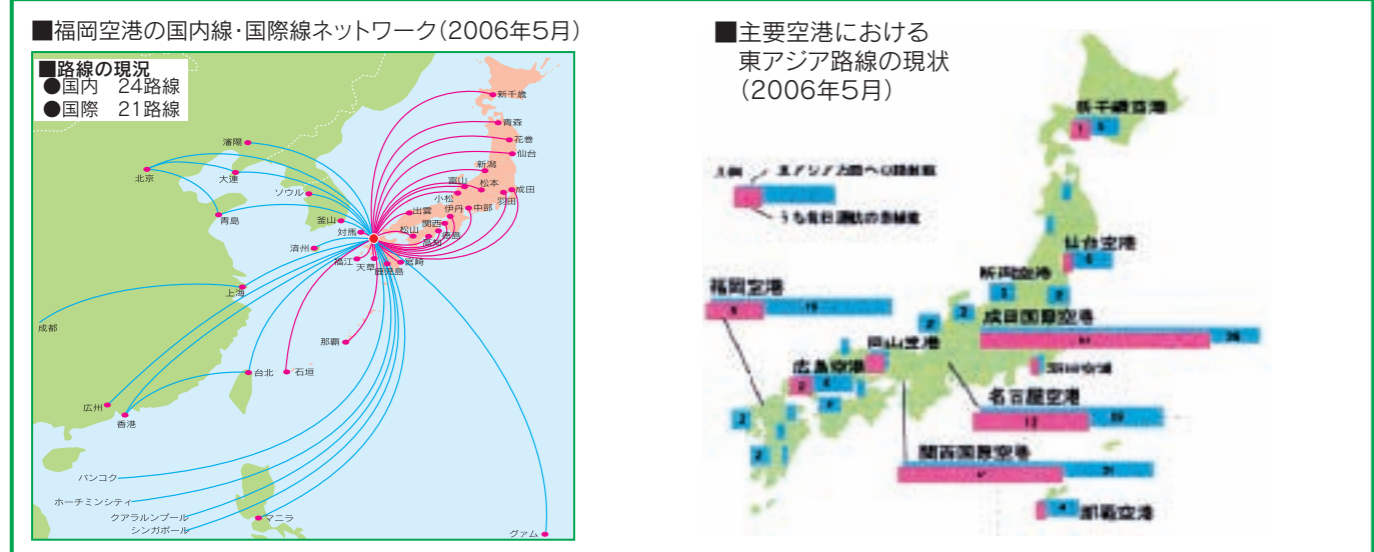 ■福岡空港の国内線・国際線ネットワーク(2006年5月)
■路線の現況
●国内 24路線
●国際 21路線
新千歳
青森
花巻
仙台
新潟
富山
松本
成田
小松
羽田
瀋陽
北京
大連
ソウル
青島
釜山
対馬
済州
出雲
伊丹
中部
関西
松山
徳島
高知
福江
天草
鹿児島
宮崎
上海
成都
那覇
台北
石垣
広州
香港
バンコク
ホーチミンシティ
クアラルンプール
シンガポール
マニラ
グァム
■主要空港における
東アジア路線の現状
(2006年5月)
新千歳空港
仙台空港
新潟空港
福岡空港
成田国際空港
岡山空港
広島空港
名古屋空港
関西国際空港
那覇空港